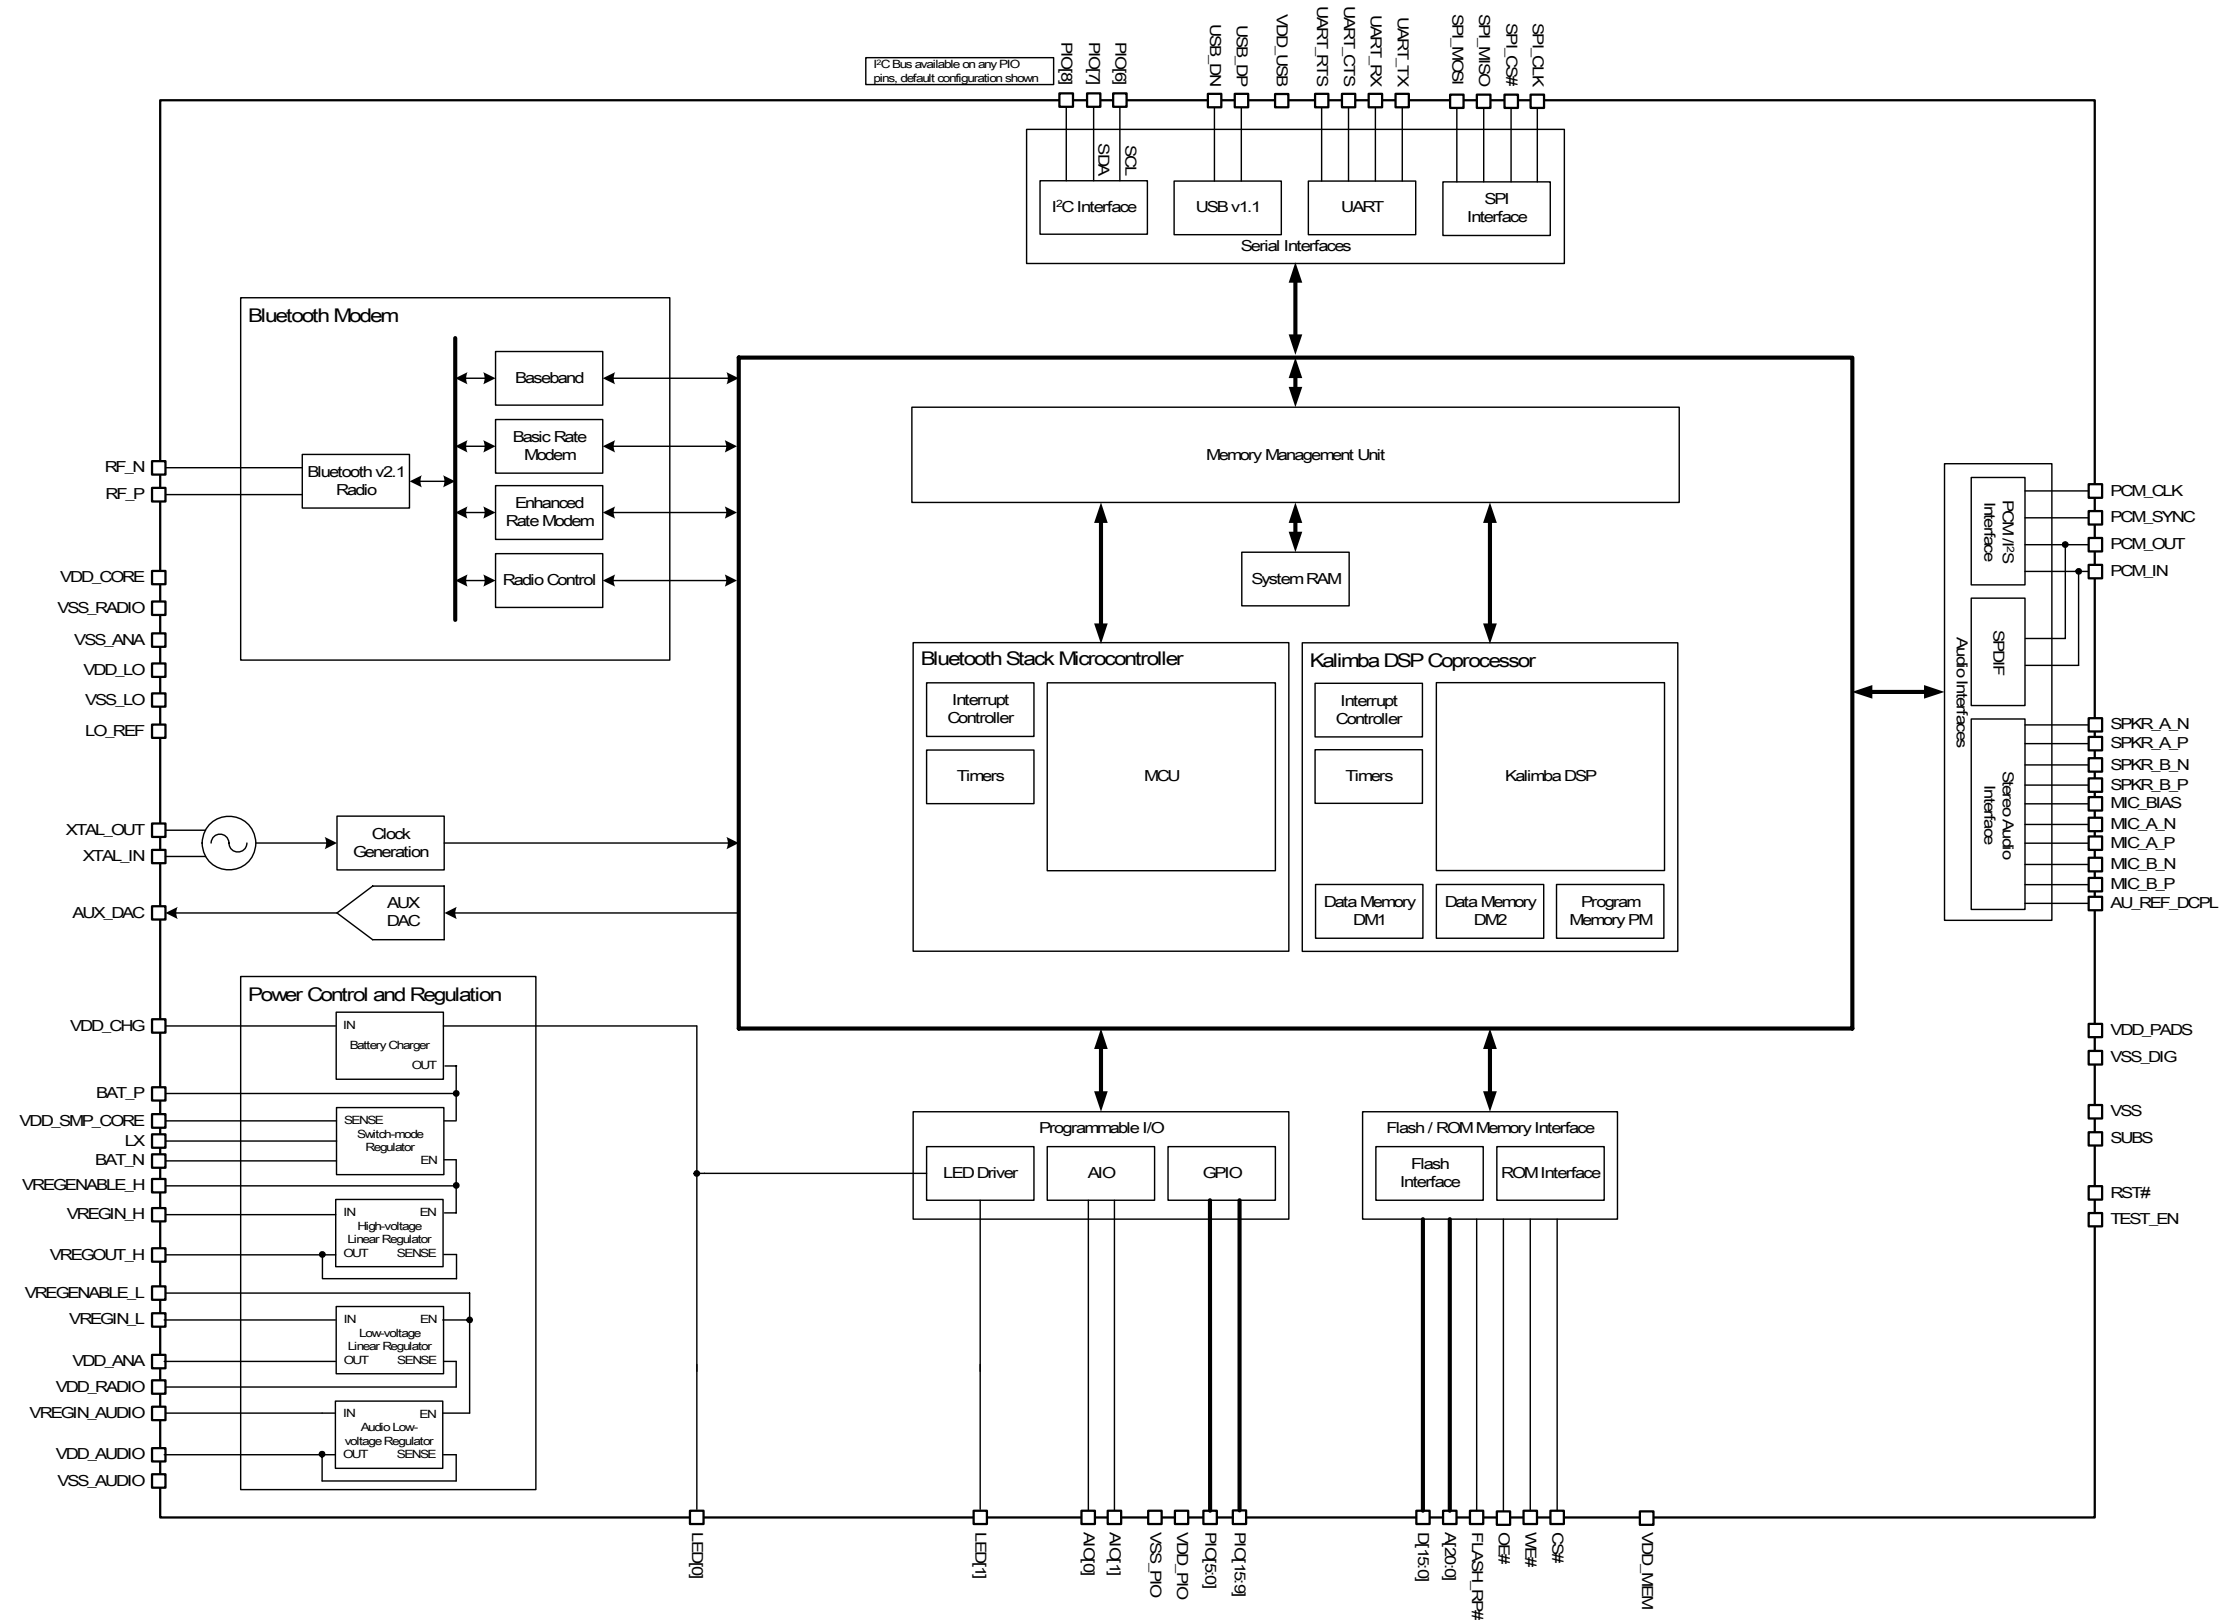 I²C Bus available on any PIO
pins, default configuration shown
PIO[8]
PIO[7]
PIO[6]
USB_DN
USB_DP
VDD_USB
UART_RTS
UART_CTS
UART_RX
UART_TX
SPI_MOSI
SPI_MISO
SPI_CS#
SPI_CLK
SDA
SCL
I²C Interface
USB v1.1
UART
SPI
Interface
Serial Interfaces
Bluetooth Modem
Baseband
Basic Rate
Modem
Bluetooth v2.1
Radio
Enhanced
Rate Modem
Radio Control
RF_N
RF_P
VDD_CORE
VSS_RADIO
VSS_ANA
VDD_LO
VSS_LO
LO_REF
XTAL_OUT
XTAL_IN
Clock
Generation
AUX_DAC
AUX
DAC
Memory Management Unit
System RAM
Bluetooth Stack Microcontroller
Interrupt
Controller
Timers
MCU
Kalimba DSP Coprocessor
Interrupt
Controller
Timers
Kalimba DSP
Data Memory
DM1
Data Memory
DM2
Program
Memory PM
PCM / I²S
Interface
SPDIF
Stereo Audio
Interface
Audio Interfaces
PCM_CLK
PCM_SYNC
PCM_OUT
PCM_IN
SPKR_A_N
SPKR_A_P
SPKR_B_N
SPKR_B_P
MIC_BIAS
MIC_A_N
MIC_A_P
MIC_B_N
MIC_B_P
AU_REF_DCPL
VDD_PADS
VSS_DIG
VSS
SUBS
RST#
TEST_EN
Power Control and Regulation
VDD_CHG
IN
Battery Charger
OUT
BAT_P
VDD_SMP_CORE
LX
BAT_N
SENSE
Switch-mode
Regulator
EN
VREGENABLE_H
VREGIN_H
VREGOUT_H
IN EN
High-voltage
Linear Regulator
OUT SENSE
VREGENABLE_L
VREGIN_L
VDD_ANA
VDD_RADIO
IN EN
Low-voltage
Linear Regulator
OUT SENSE
VREGIN_AUDIO
VDD_AUDIO
VSS_AUDIO
IN EN
Audio Low-
voltage Regulator
OUT SENSE
Programmable I/O
LED Driver
AIO
GPIO
Flash / ROM Memory Interface
Flash
Interface
ROM Interface
LED[0]
LED[1]
AIO[0]
AIO[1]
VSS_PIO
VDD_PIO
PIO[5:0]
PIO[15:9]
D[15:0]
A[20:0]
FLASH_RP#
OE#
WE#
CS#
VDD_MEM